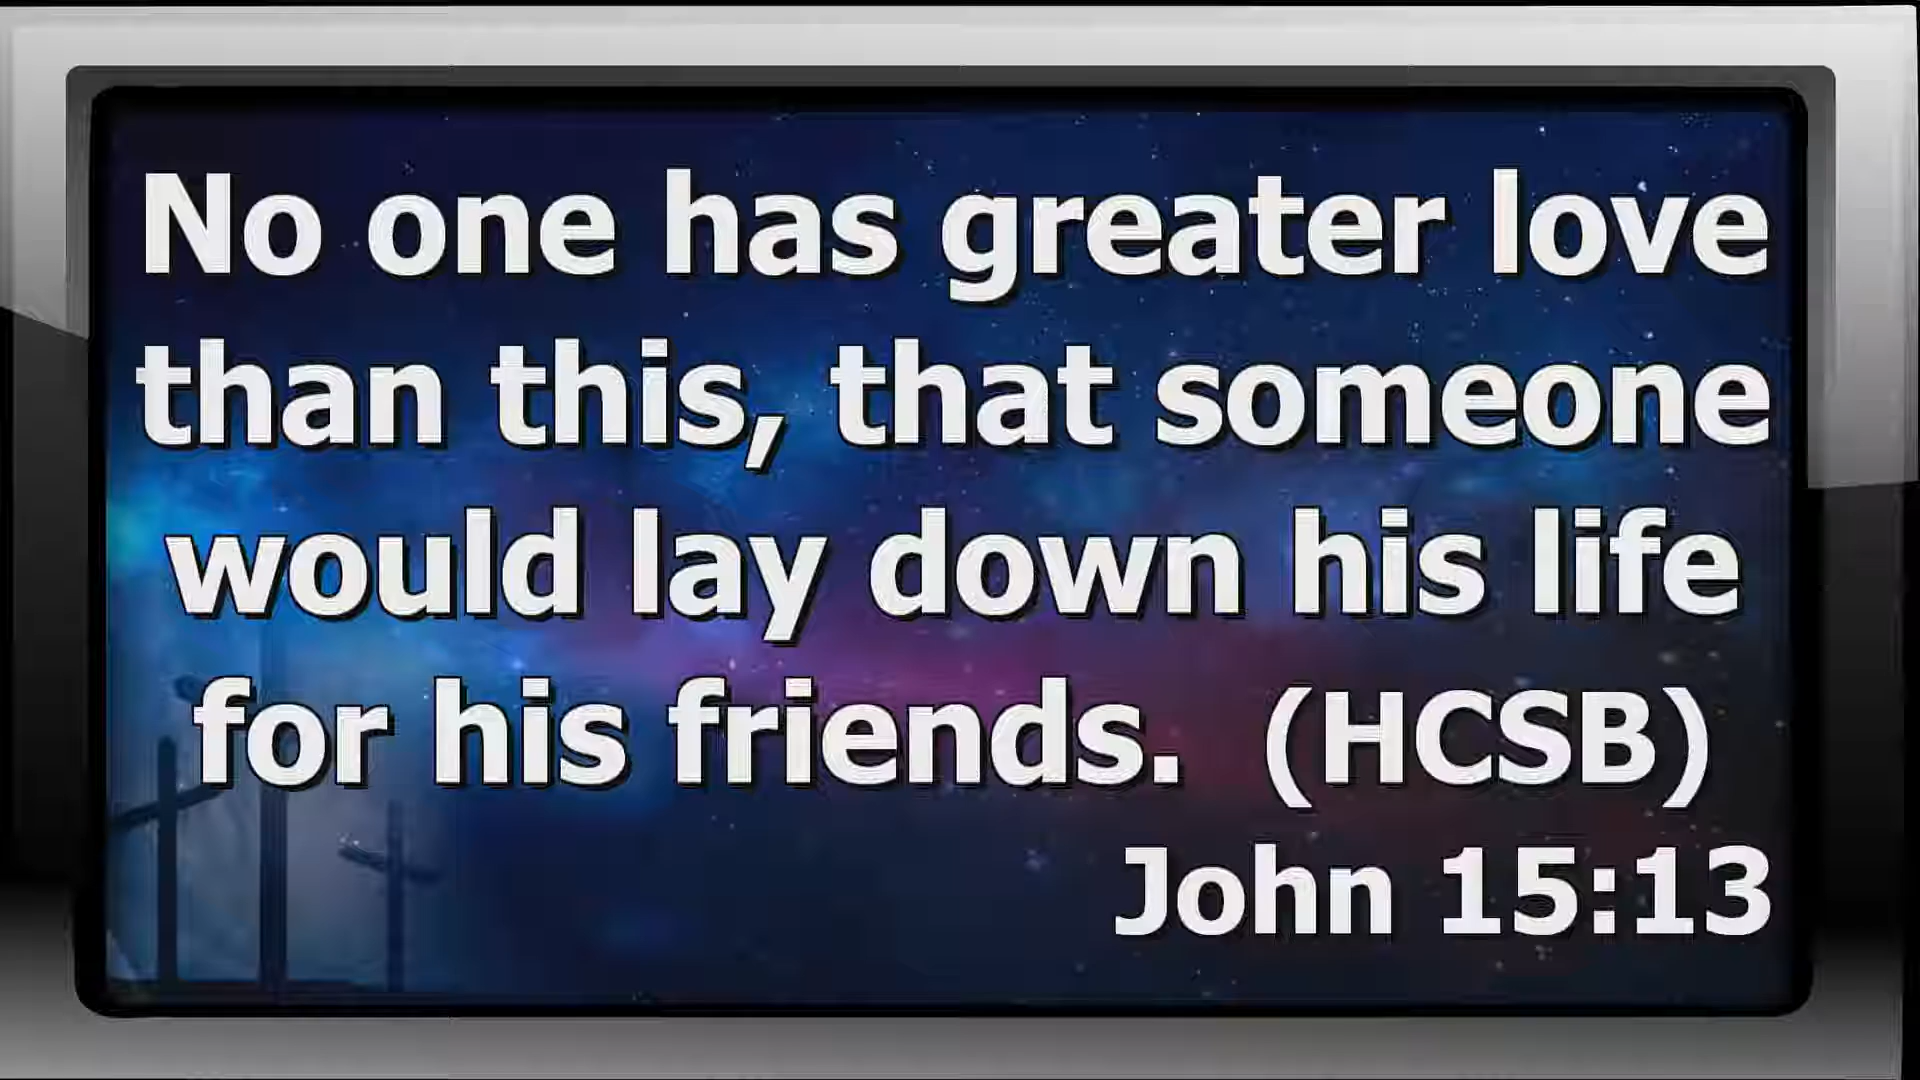 No one has greater love
than this, that someone
would lay down his life
for his friends. (HCSB)
John 15:13